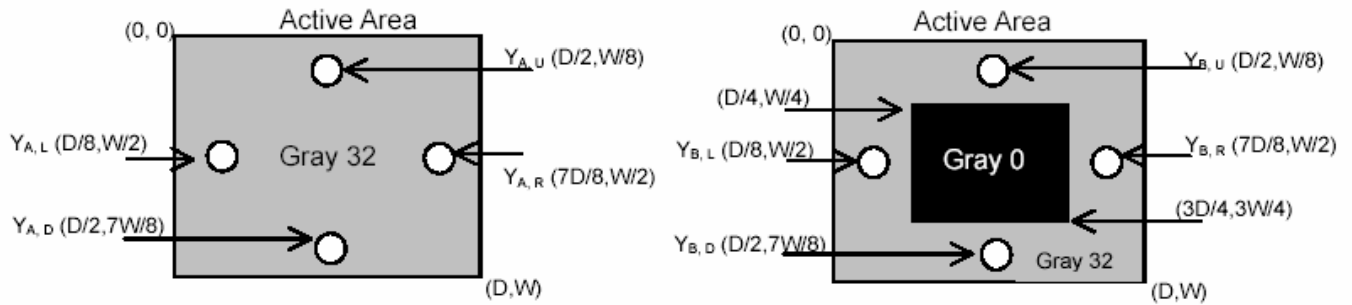 Active Area
(0, 0)
Y A, U (D/2,W/8)
Y A, L (D/8,W/2)
Gray 32
Y A, R (7D/8,W/2)
Y A, D (D/2,7W/8)
(D,W)
Active Area
(0, 0)
Y B, U (D/2,W/8)
(D/4,W/4)
Y B, L (D/8,W/2)
Gray 0
Y B, R (7D/8,W/2)
(3D/4,3W/4)
Y B, D (D/2,7W/8)
Gray 32
(D,W)